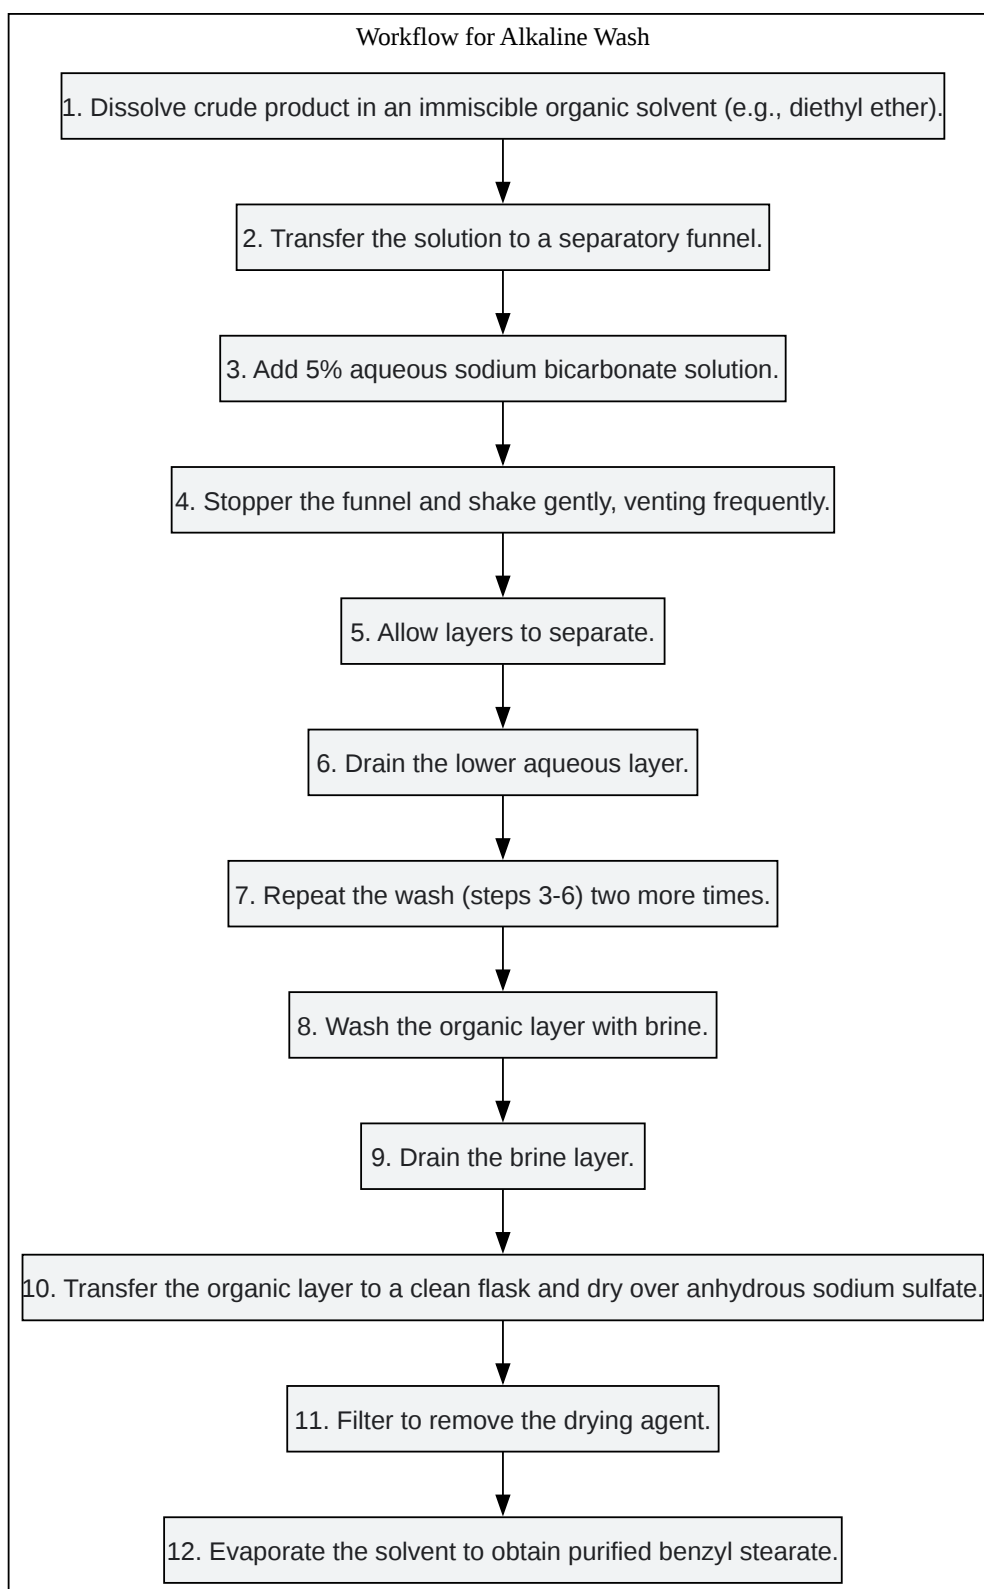 Workflow for Alkaline Wash
1. Dissolve crude product in an immiscible organic solvent (e.g., diethyl ether).
2. Transfer the solution to a separatory funnel.
3. Add 5% aqueous sodium bicarbonate solution.
4. Stopper the funnel and shake gently, venting frequently.
5. Allow layers to separate.
6. Drain the lower aqueous layer.
7. Repeat the wash (steps 3-6) two more times.
8. Wash the organic layer with brine.
9. Drain the brine layer.
10. Transfer the organic layer to a clean flask and dry over anhydrous sodium sulfate.
11. Filter to remove the drying agent.
12. Evaporate the solvent to obtain purified benzyl stearate.